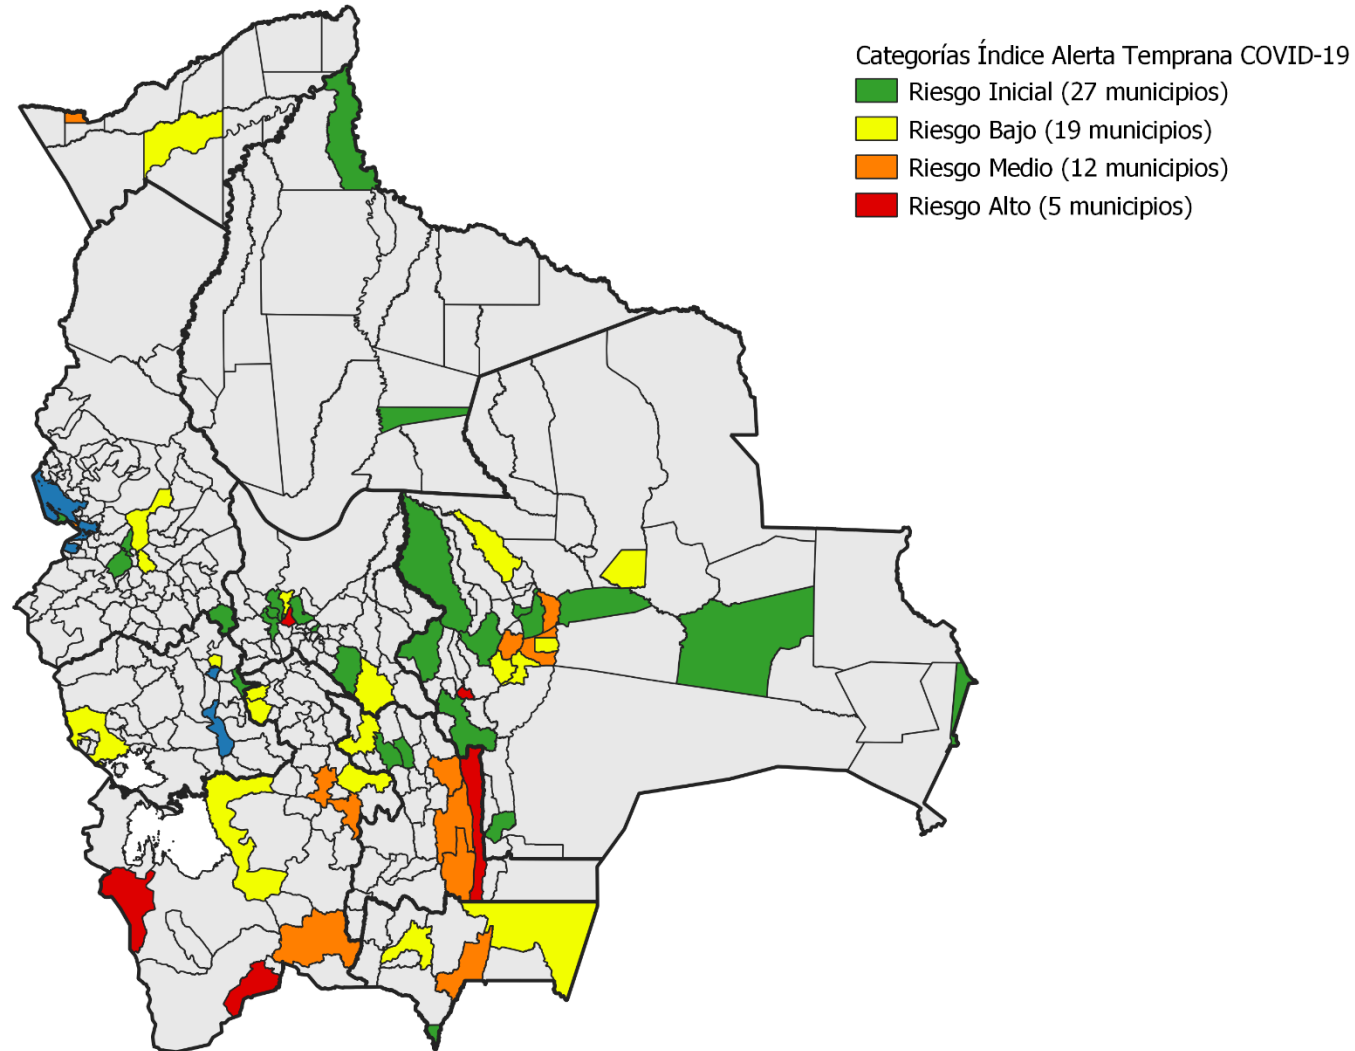 Categorías Índice Alerta Temprana COVID-19
Riesgo Inicial (27 municipios)
Riesgo Bajo (19 municipios)
Riesgo Medio (12 municipios)
Riesgo Alto (5 municipios)